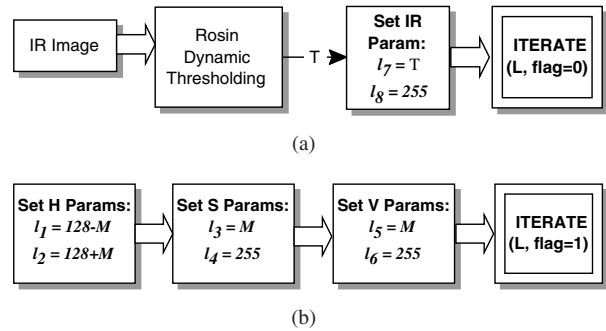 IR Image
Rosin
Dynamic
Thresholding
T
Set IR
Param:
l7 = T
l8 = 255
ITERATE
(L, flag=0)
(a)
Set H Params:
l1 = 128-M
l2 = 128+M
Set S Params:
l3 = M
l4 = 255
Set V Params:
l5 = M
l6 = 255
ITERATE
(L, flag=1)
(b)